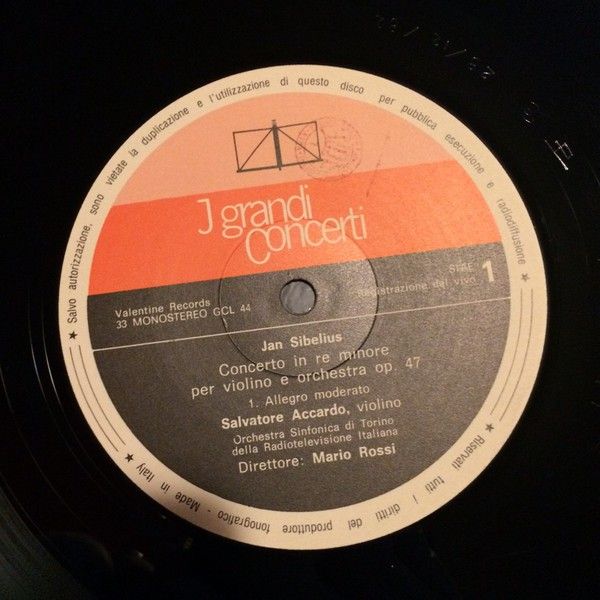 ★ Salvo autorizzazione, sono vietate la duplicazione e l'utilizzazione di questo disco per pubblica esecuzione e radiodiffusione ★
J grandi
Concerti
Valentine Records
33 MONOSTEREO GCL 44
Registrazione dal vivo 1
Jan Sibelius
Concerto in re minore
per violino e orchestra op. 47
1. Allegro moderato
Salvatore Accardo, violino
Orchestra Sinfonica di Torino
della Radiotelevisione Italiana
Direttore: Mario Rossi
★ Riservati tutti i diritti del produttore fonografico - Made in Italy ★